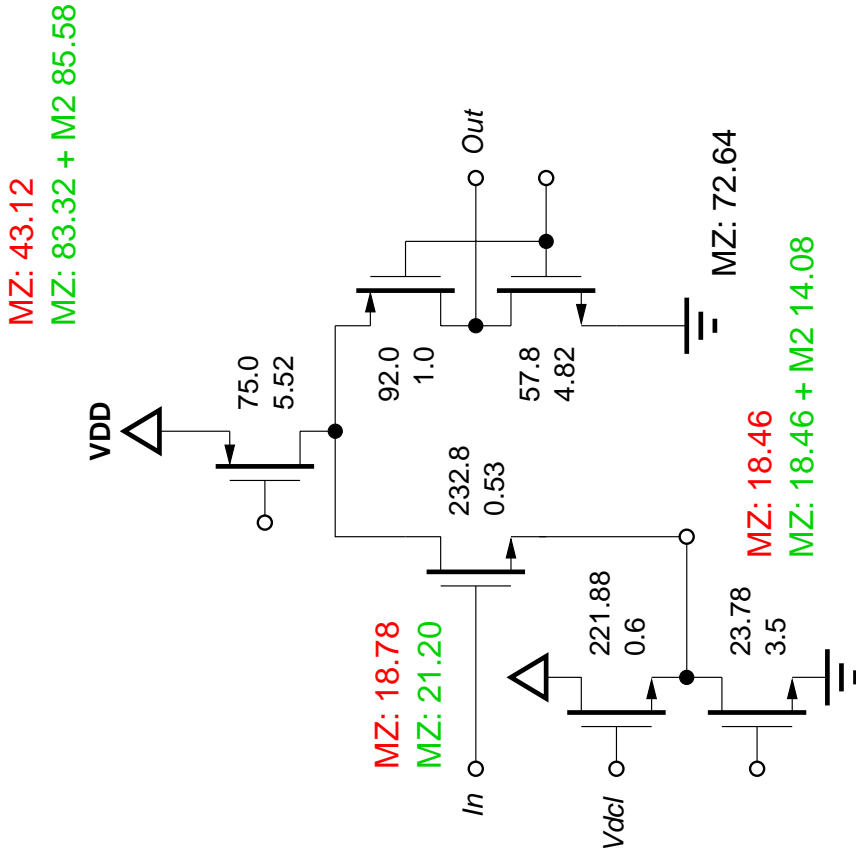 MZ: 43.12
MZ: 83.32 + M2 85.58
VDD
75.0
5.52
Out
92.0
1.0
57.8
4.82
MZ: 72.64
232.8
0.53
MZ: 18.78
MZ: 21.20
In
Vdcl
221.88
0.6
23.78
3.5
MZ: 18.46
MZ: 18.46 + M2 14.08